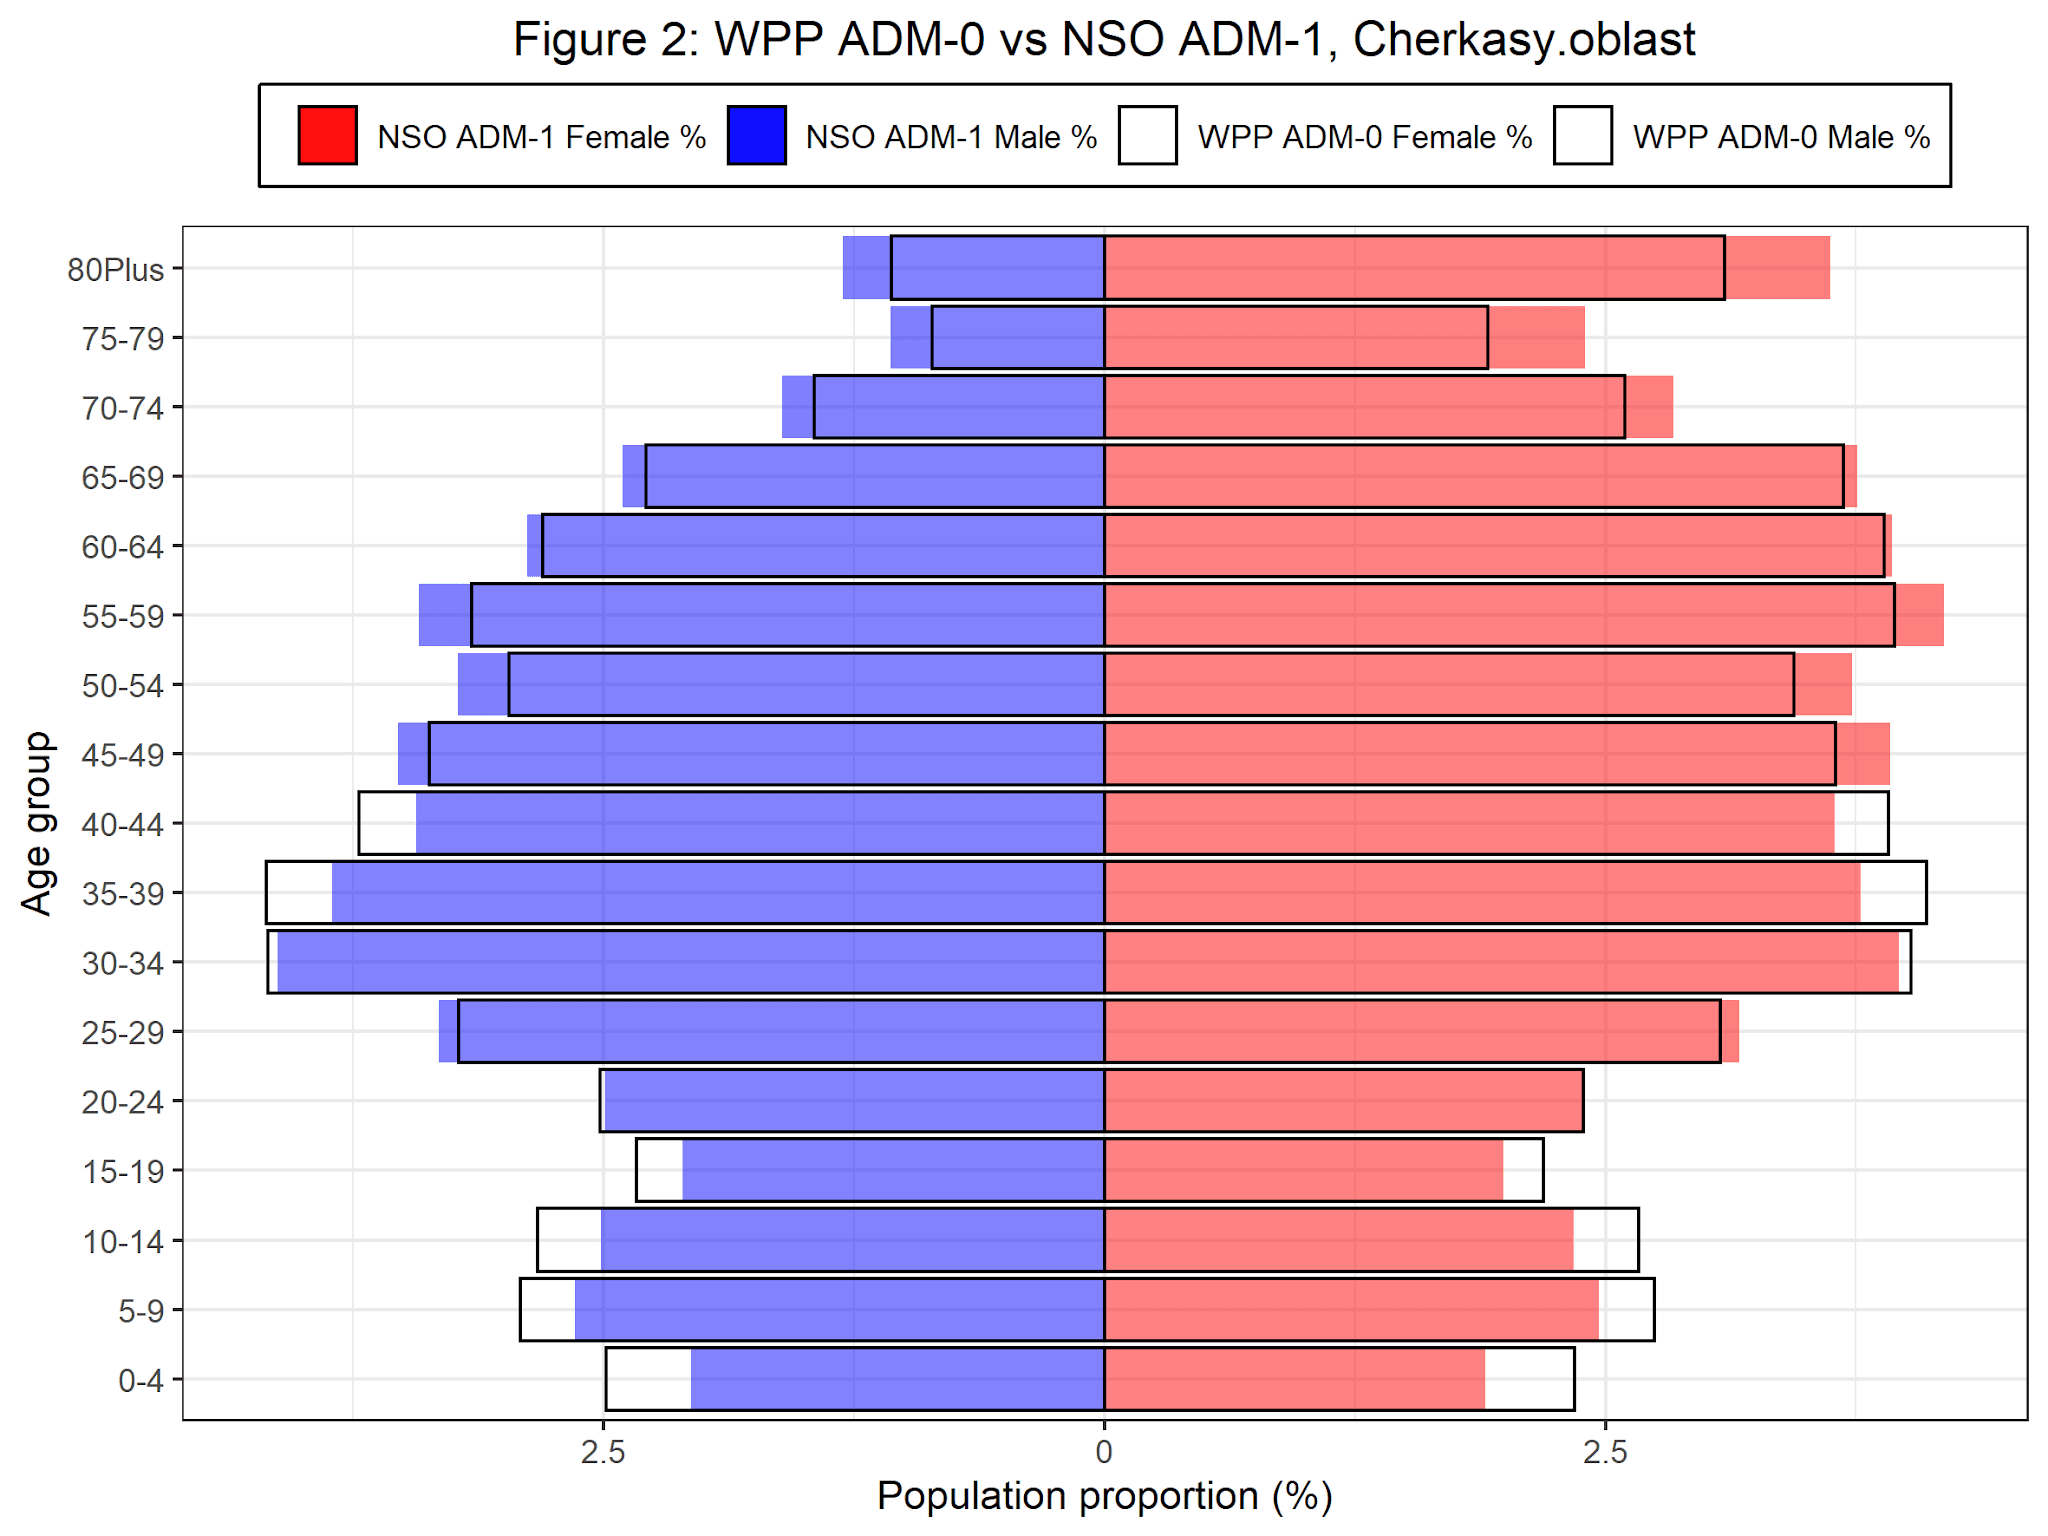 Figure 2: WPP ADM-0 vs NSO ADM-1, Cherkasy.oblast
NSO ADM-1 Female %
NSO ADM-1 Male %
WPP ADM-0 Female %
WPP ADM-0 Male %
Age group
80Plus
75-79
70-74
65-69
60-64
55-59
50-54
45-49
40-44
35-39
30-34
25-29
20-24
15-19
10-14
5-9
0-4
2.5 0 2.5
Population proportion (%)